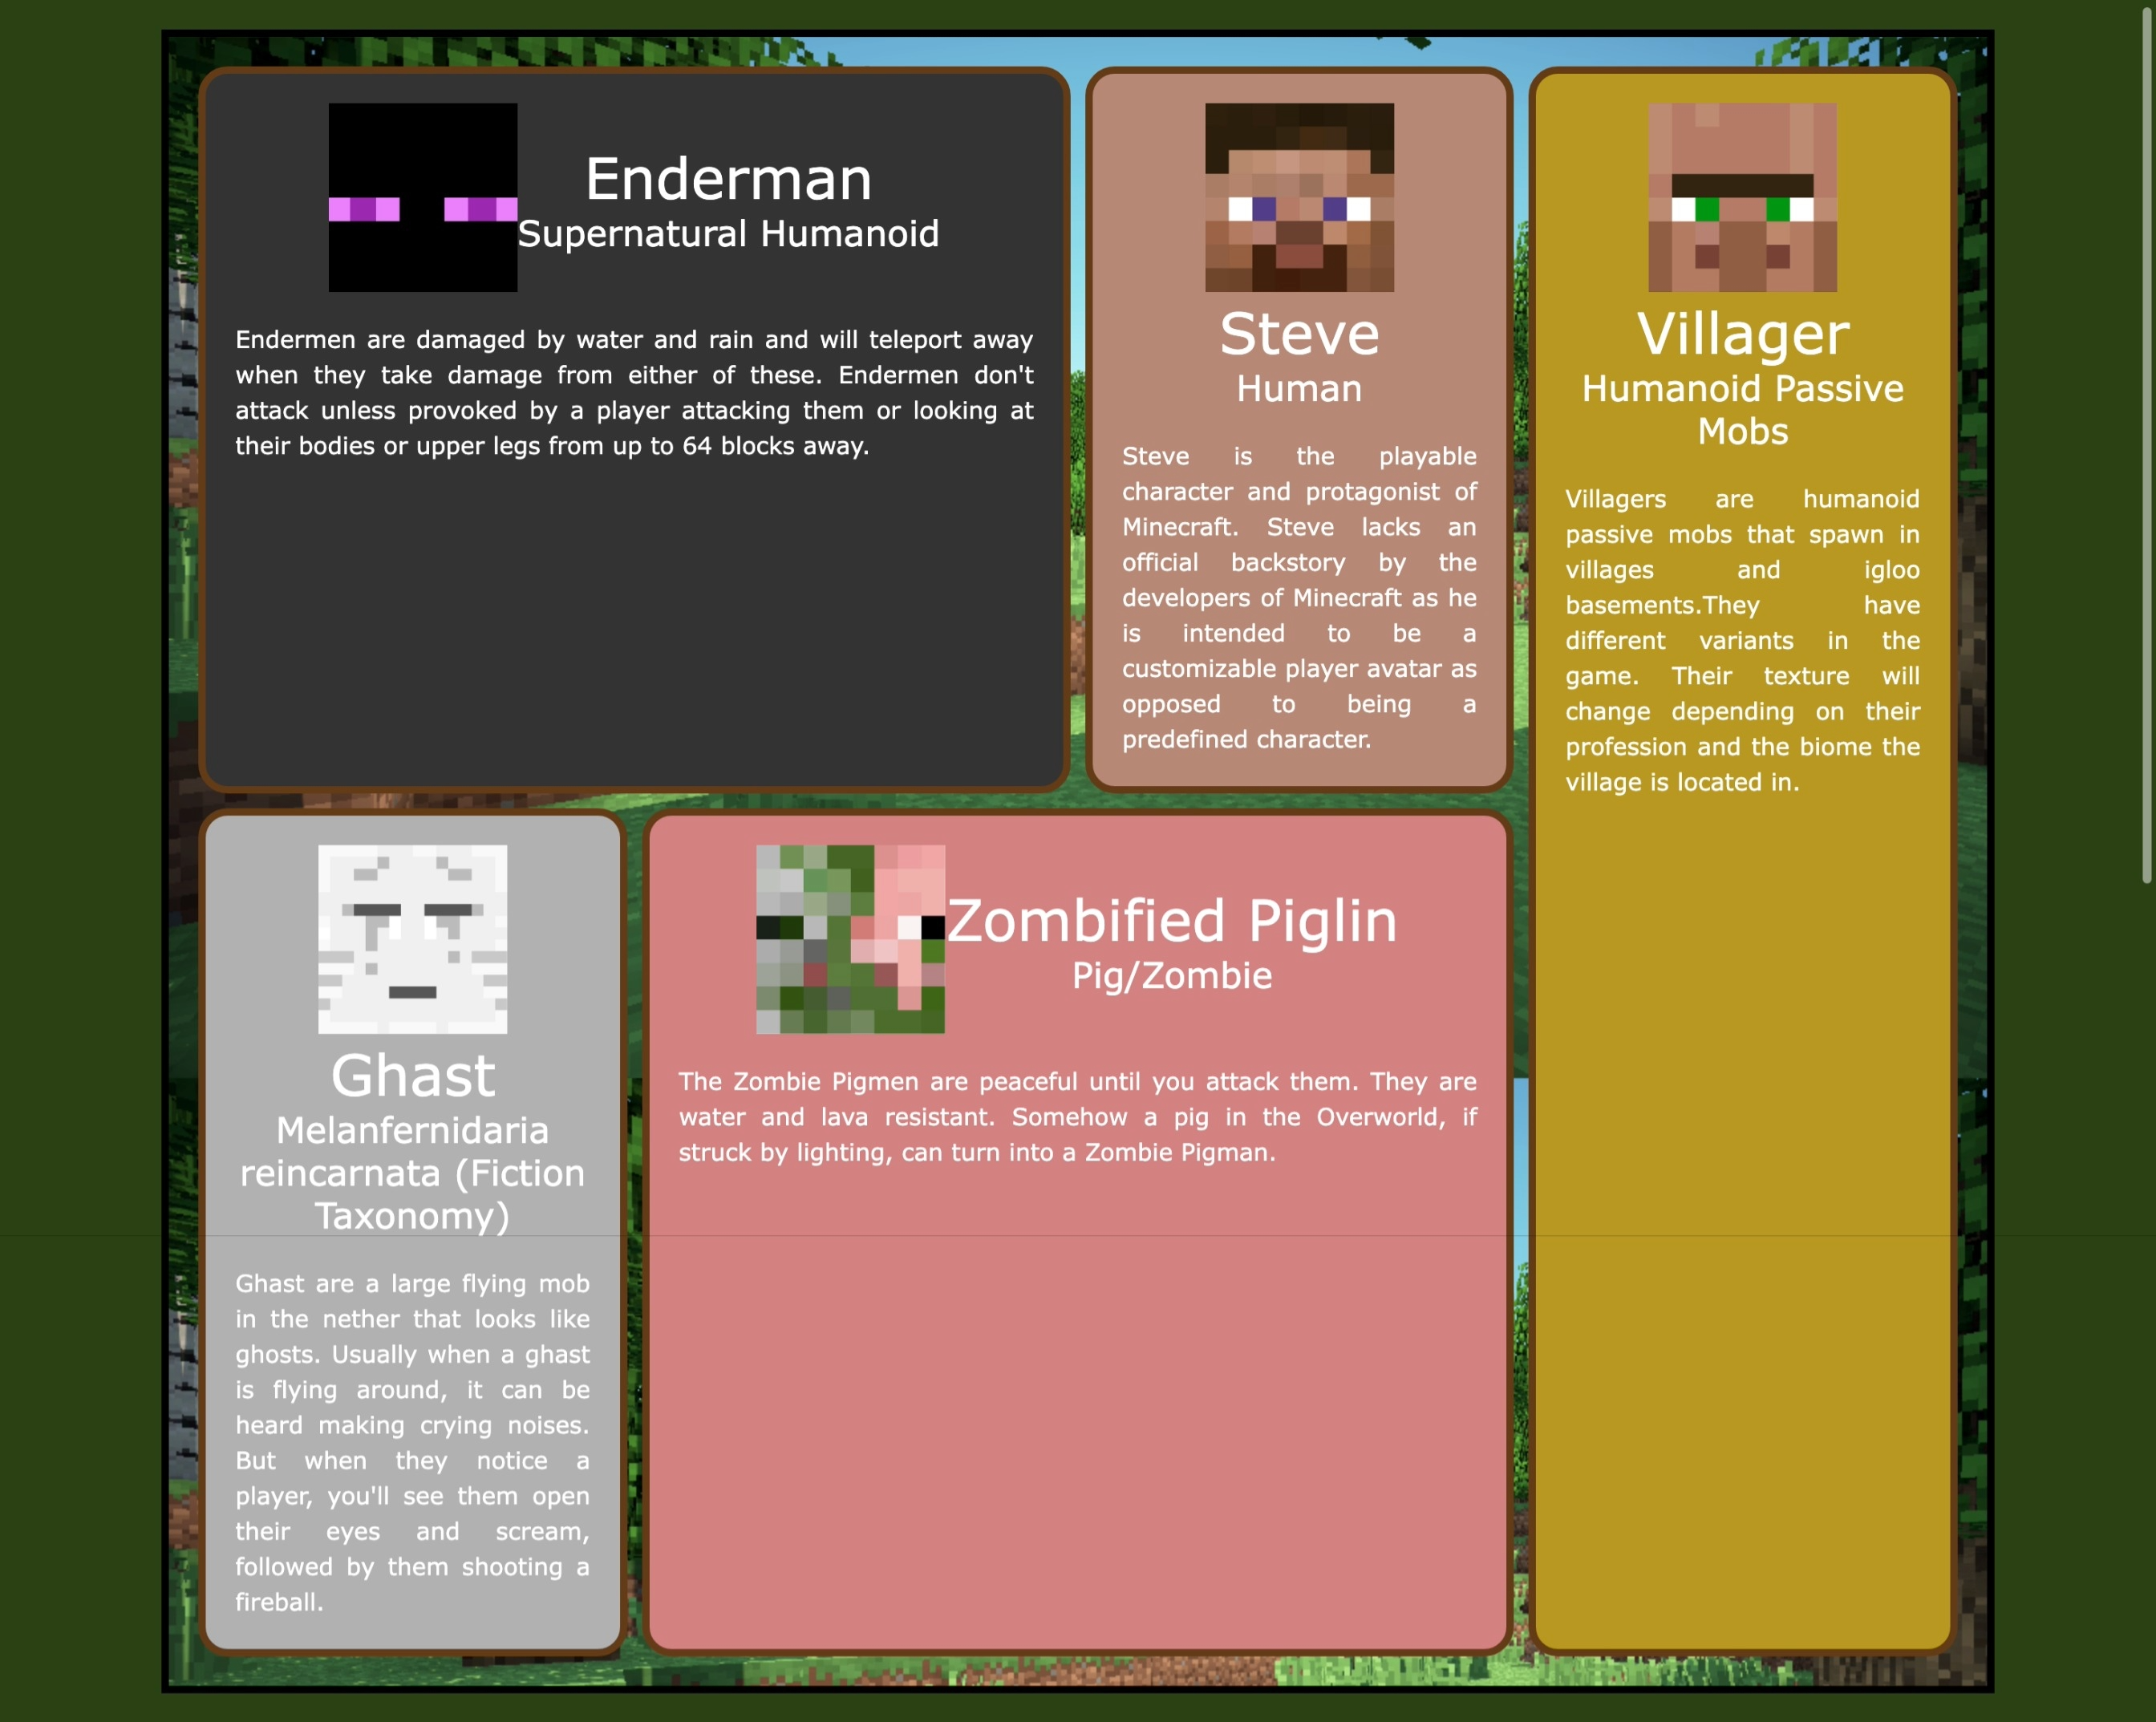 Enderman
Supernatural Humanoid
Endermen are damaged by water and rain and will teleport away
when they take damage from either of these. Endermen don't
attack unless provoked by a player attacking them or looking at
their bodies or upper legs from up to 64 blocks away.
Steve
Human
Steve is the playable
character and protagonist of
Minecraft. Steve lacks an
official backstory by the
developers of Minecraft as he
is intended to be a
customizable player avatar as
opposed to being a
predefined character.
Villager
Humanoid Passive
Mobs
Villagers are humanoid
passive mobs that spawn in
villages and igloo
basements.They have
different variants in the
game. Their texture will
change depending on their
profession and the biome the
village is located in.
Ghast
Melanfernidaria
reincarnata (Fiction
Taxonomy)
Ghast are a large flying mob
in the nether that looks like
ghosts. Usually when a ghast
is flying around, it can be
heard making crying noises.
But when they notice a
player, you'll see them open
their eyes and scream,
followed by them shooting a
fireball.
Zombified Piglin
Pig/Zombie
The Zombie Pigmen are peaceful until you attack them. They are
water and lava resistant. Somehow a pig in the Overworld, if
struck by lighting, can turn into a Zombie Pigman.